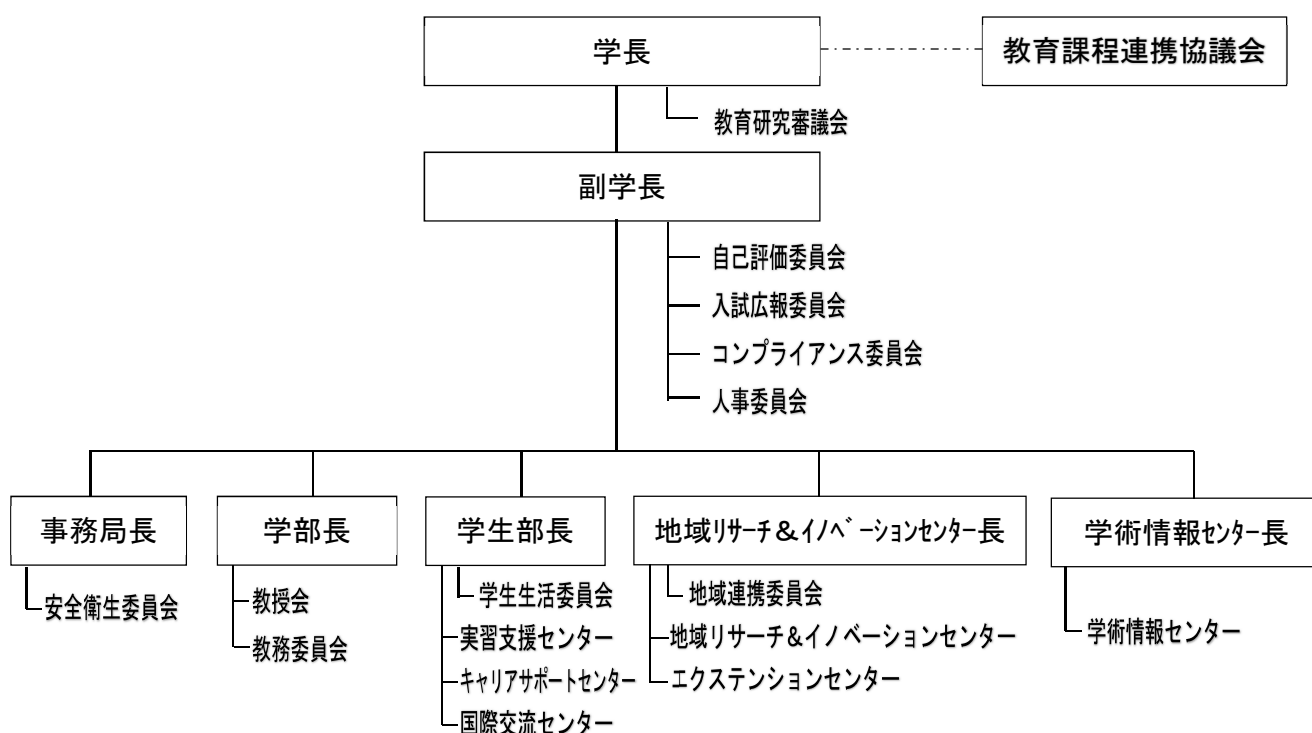 学長
教育課程連携協議会
教育研究審議会
副学長
自己評価委員会
入試広報委員会
コンプライアンス委員会
人事委員会
事務局長
学部長
学生部長
地域リサーチ＆イノベーションセンター長
学術情報センター長
安全衛生委員会
教授会
教務委員会
学生生活委員会
実習支援センター
キャリアサポートセンター
国際交流センター
地域連携委員会
地域リサーチ&イノベーションセンター
エクステンションセンター
学術情報センター